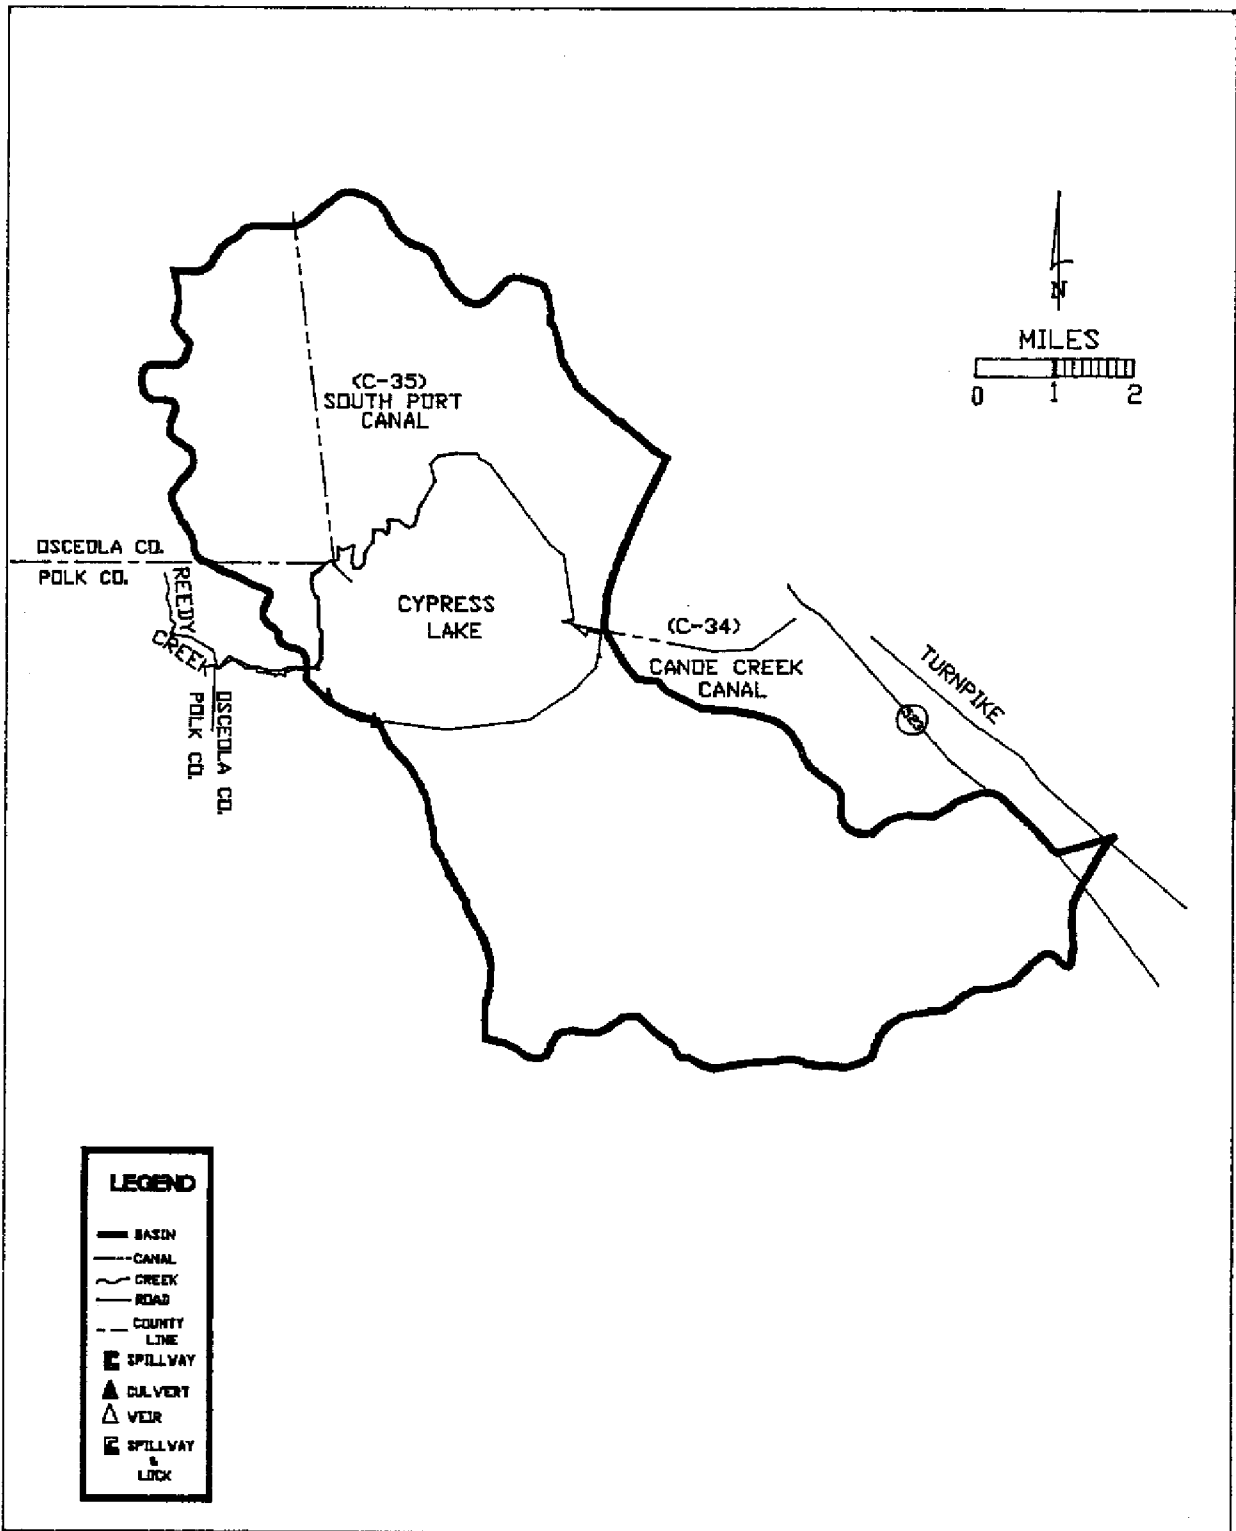 N
MILES
0 1 2
(C-35)
SOUTH PORT
CANAL
OSCEOLA CO.
POLK CO.
REEDY
CREEK
OSCEOLA CO.
POLK CO.
CYPRESS
LAKE
(C-34)
CANOE CREEK
CANAL
TURNPIKE
523
LEGEND
BASIN
CANAL
CREEK
ROAD
COUNTY
LINE
SPILLWAY
CULVERT
WEIR
SPILLWAY
&
LOCK